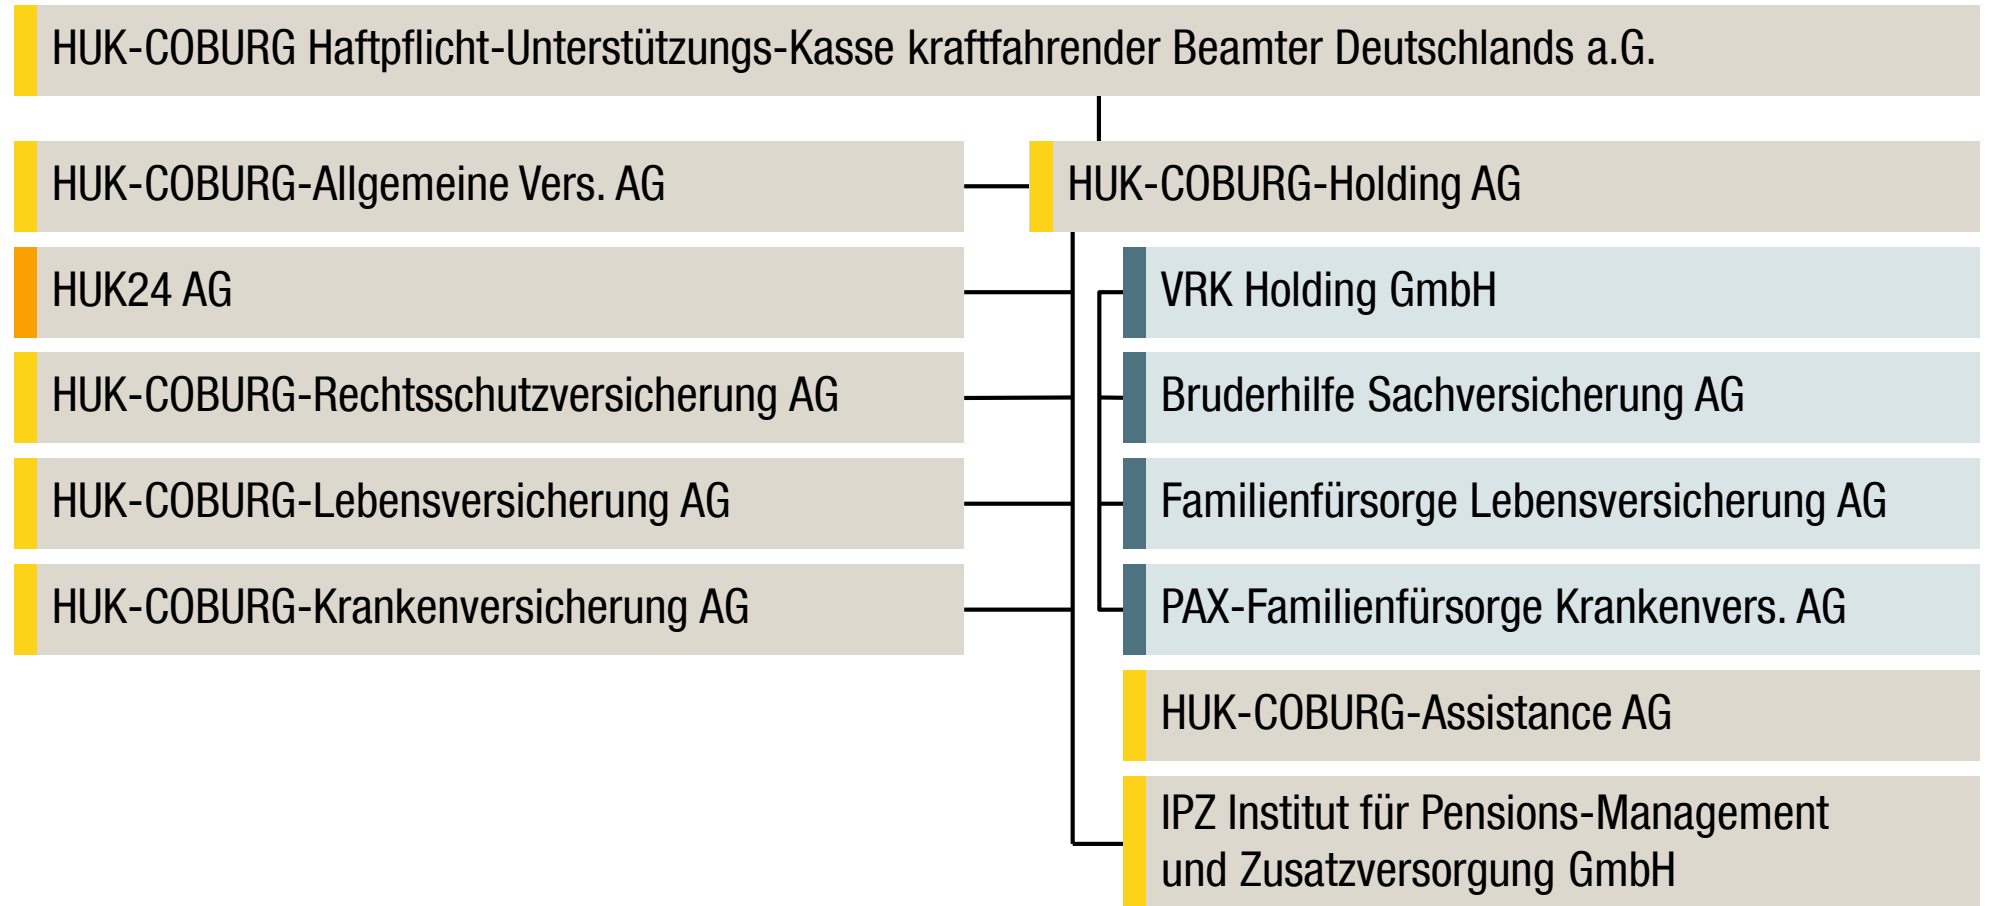 HUK-COBURG Haftpflicht-Unterstützungs-Kasse kraftfahrender Beamter Deutschlands a.G.
HUK-COBURG-Allgemeine Vers. AG
HUK-COBURG-Holding AG
HUK24 AG
VRK Holding GmbH
HUK-COBURG-Rechtsschutzversicherung AG
Bruderhilfe Sachversicherung AG
HUK-COBURG-Lebensversicherung AG
Familienfürsorge Lebensversicherung AG
HUK-COBURG-Krankenversicherung AG
PAX-Familienfürsorge Krankenvers. AG
HUK-COBURG-Assistance AG
IPZ Institut für Pensions-Management
und Zusatzversorgung GmbH